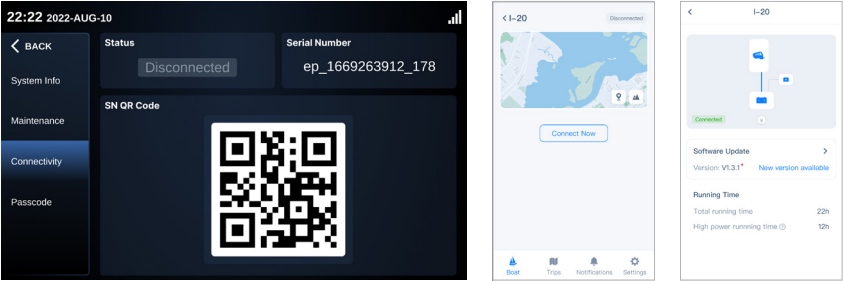 22:22 2022-AUG-10
BACK
System Info
Maintenance
Connectivity
Passcode
Status
Disconnected
Serial Number
ep_1669263912_178
SN QR Code
I-20
Disconnected
Connect Now
Boat
Trips
Notifications
Settings
I-20
Connected
Software Update
Version: V1.3.1* New version available
Running Time
Total running time 22h
High power runnning time 12h